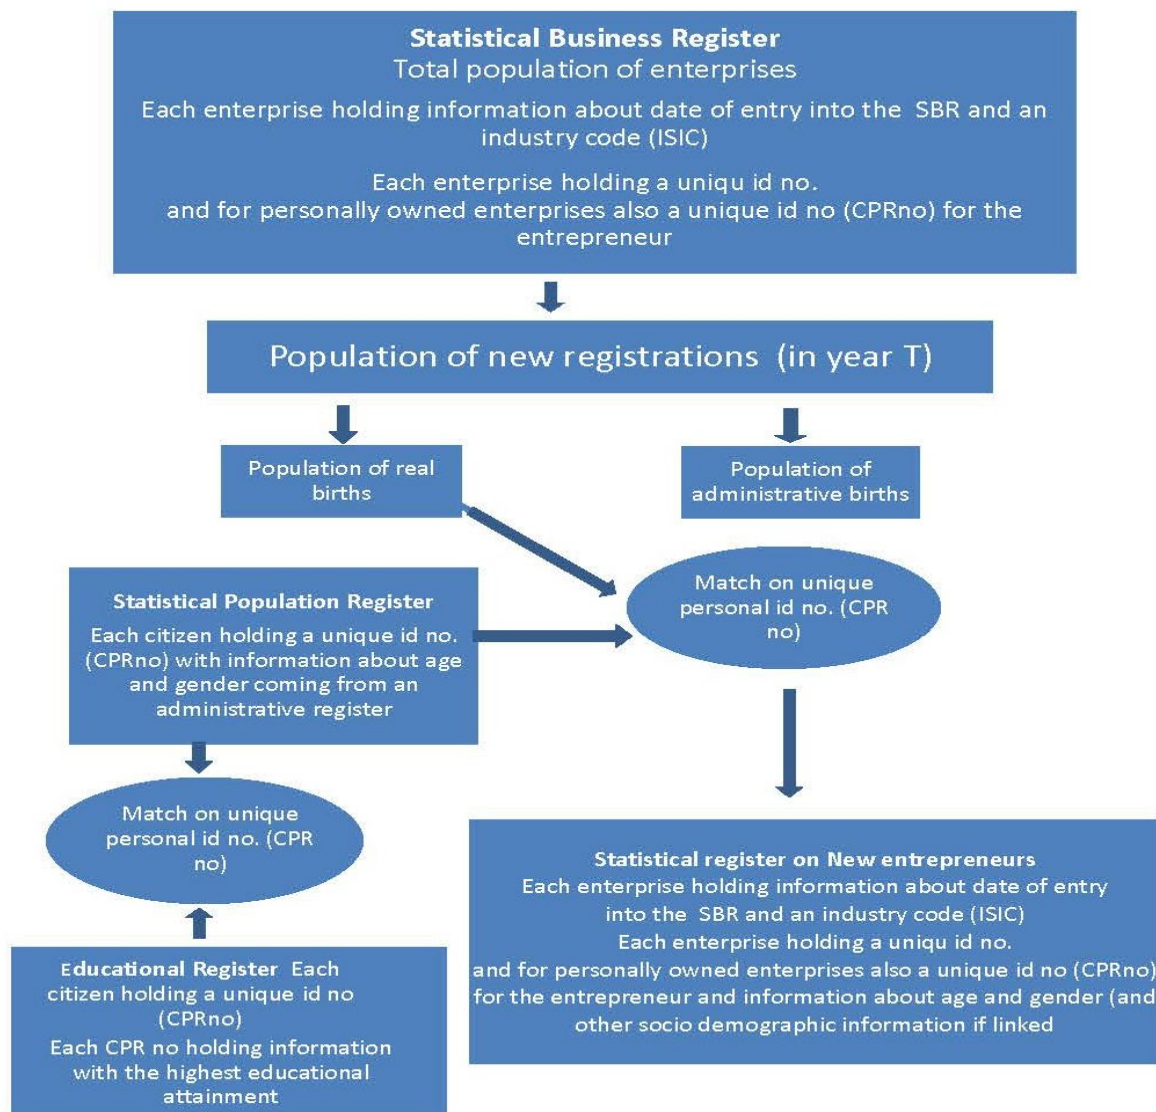 Statistical Business Register
Total population of enterprises
Each enterprise holding information about date of entry into the SBR and an
industry code (ISIC)
Each enterprise holding a uniqu id no.
and for personally owned enterprises also a unique id no (CPRno) for the
entrepreneur
Population of new registrations (in year T)
Population of real
births
Population of
administrative births
Match on unique
personal id no. (CPR
no)
Statistical Population Register
Each citizen holding a unique id no.
(CPRno) with information about age
and gender coming from an
administrative register
Match on unique
personal id no. (CPR
no)
Statistical register on New entrepreneurs
Each enterprise holding information about date of entry
into the SBR and an industry code (ISIC)
Each enterprise holding a uniqu id no.
and for personally owned enterprises also a unique id no (CPRno)
for the entrepreneur and information about age and gender (and
other socio demographic information if linked
Educational Register Each
citizen holding a unique id no
(CPRno)
Each CPR no holding information
with the highest educational
attainment